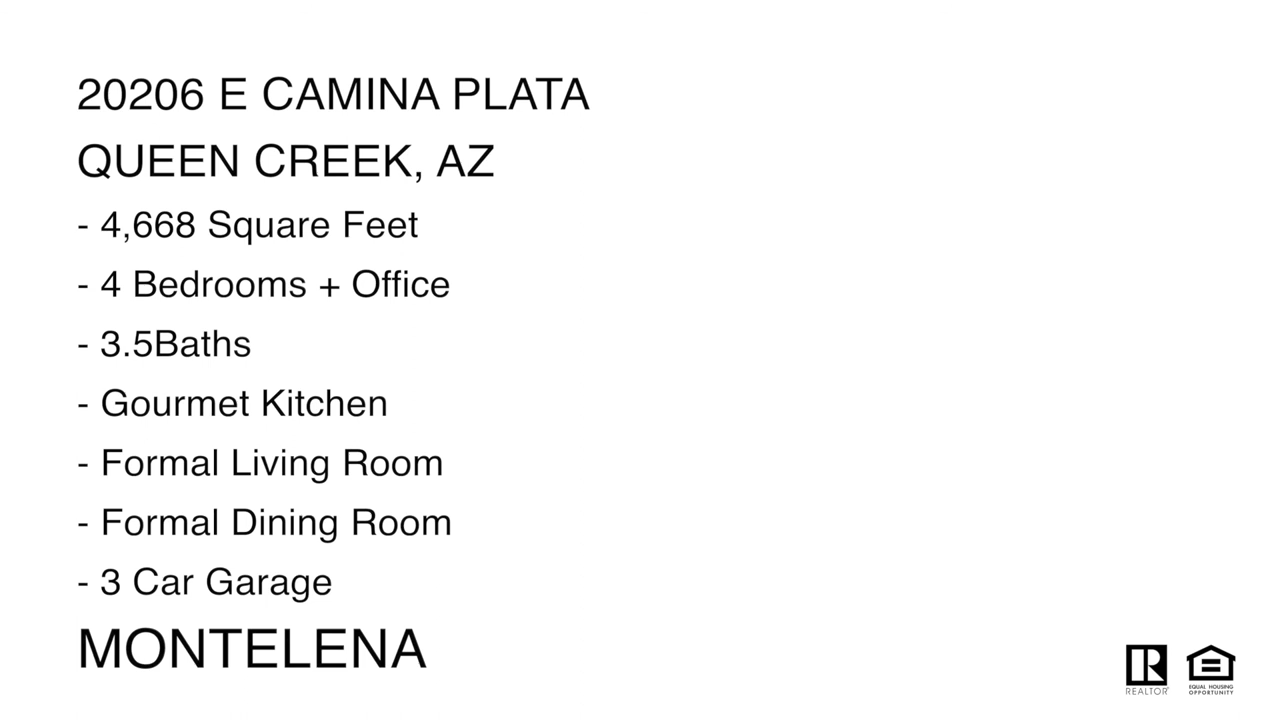 20206 E CAMINA PLATA
QUEEN CREEK, AZ
- 4,668 Square Feet
- 4 Bedrooms + Office
- 3.5Baths
- Gourmet Kitchen
- Formal Living Room
- Formal Dining Room
- 3 Car Garage
MONTELENA
R
REALTOR®
EQUAL HOUSING
OPPORTUNITY